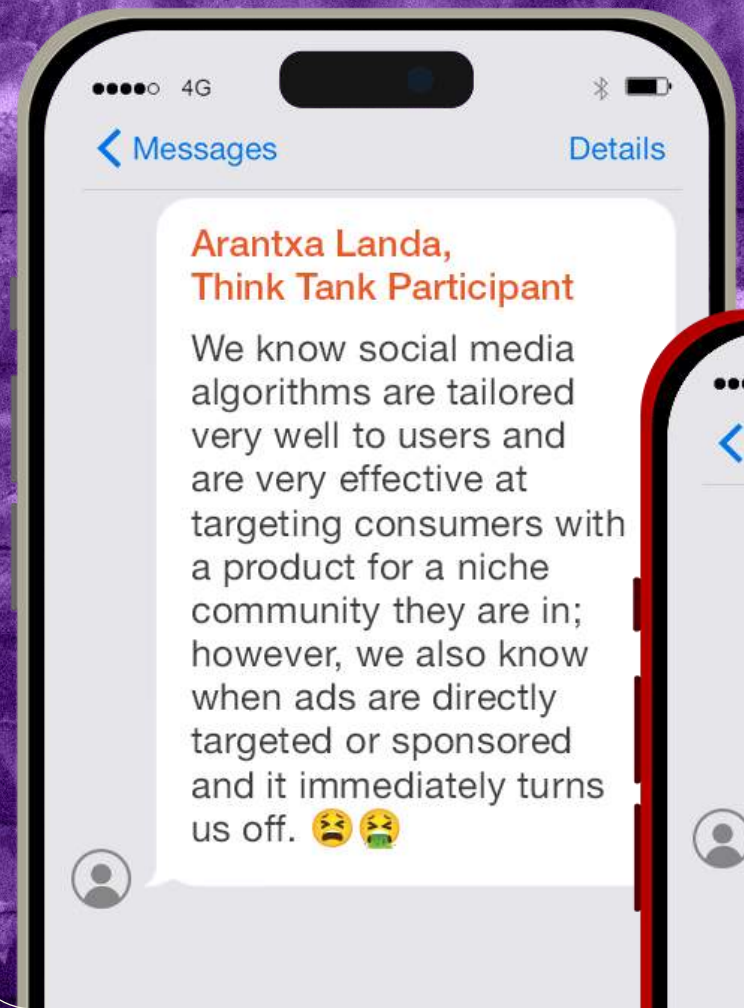 4G
Messages
Details
Arantxa Landa,
Think Tank Participant
We know social media
algorithms are tailored
very well to users and
are very effective at
targeting consumers with
a product for a niche
community they are in;
however, we also know
when ads are directly
targeted or sponsored
and it immediately turns
us off. 😫🤮